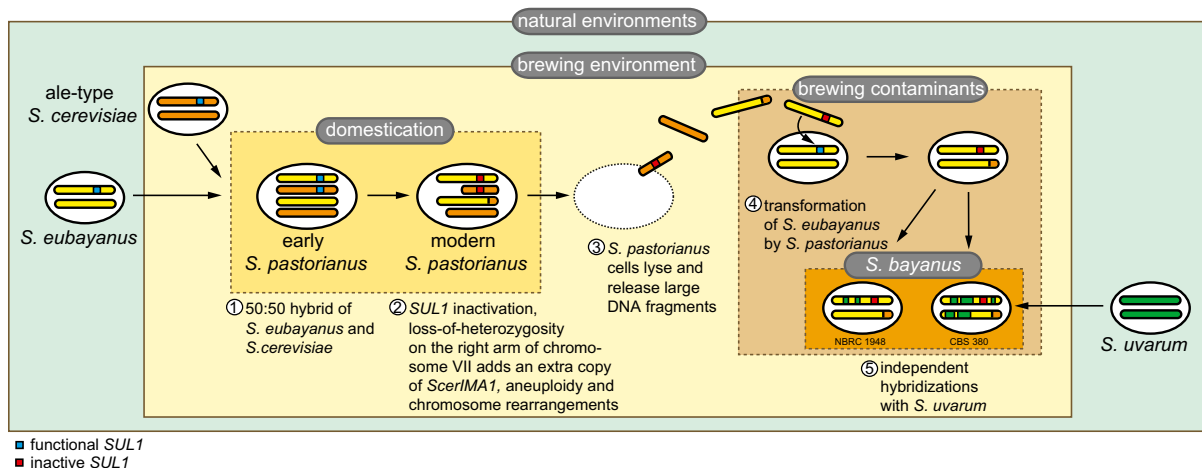 natural environments
brewing environment
ale-type
S. cerevisiae
brewing contaminants
domestication
S. eubayanus
early
S. pastorianus
modern
S. pastorianus
③ S. pastorianus
cells lyse and
release large
DNA fragments
④ transformation
of S. eubayanus
by S. pastorianus
S. bayanus
NBRC 1948
CBS 380
S. uvarum
① 50:50 hybrid of
S. eubayanus and
S.cerevisiae
② SUL1 inactivation,
loss-of-heterozygosity
on the right arm of chromo-
some VII adds an extra copy
of ScerIMA1, aneuploidy and
chromosome rearrangements
⑤ independent
hybridizations
with S. uvarum
functional SUL1
inactive SUL1